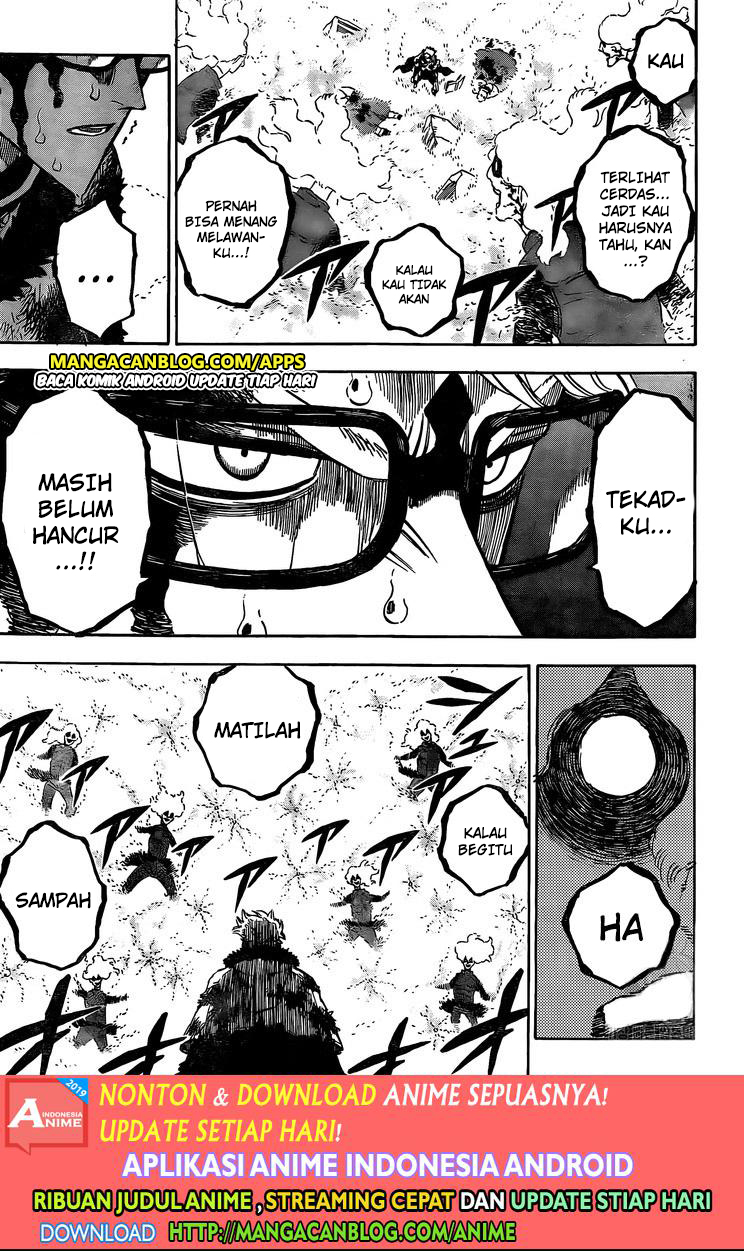 KAU
TERLIHAT
CERDAS...
JADI KAU
HARUSNYA
TAHU, KAN
...?
KALAU
KAU TIDAK
AKAN
PERNAH
BISA MENANG
MELAWAN-
KU...!
...
MANGACANBLOG.COM/APPS
BACA KOMIK ANDROID UPDATE TIAP HARI
TEKAD-
KU...
MASIH
BELUM
HANCUR
...!!
HA
KALAU
BEGITU
MATILAH
SAMPAH
2019
INDONESIA
ANIME
NONTON & DOWNLOAD ANIME SEPUASNYA!
UPDATE SETIAP HARI!
APLIKASI ANIME INDONESIA ANDROID
RIBUAN JUDUL ANIME , STREAMING CEPAT DAN UPDATE STIAP HARI
DOWNLOAD HTTP://MANGACANBLOG.COM/ANIME